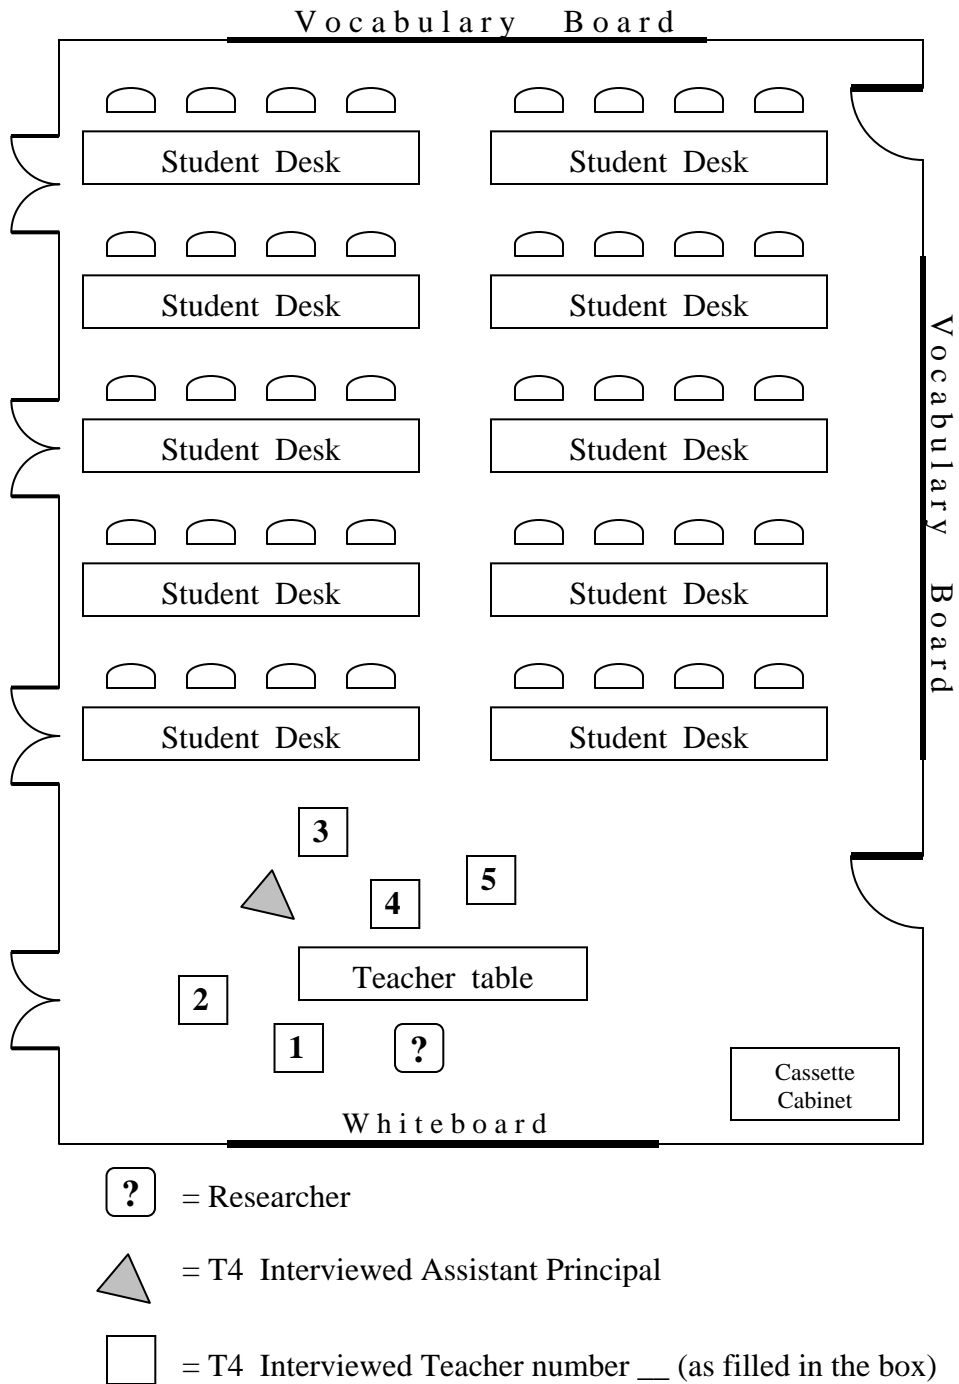 Vocabulary Board
Student Desk Student Desk
Student Desk Student Desk
Vocabulary Board
Student Desk Student Desk
Student Desk Student Desk
Student Desk Student Desk
3
5
4
Teacher table
2
1 ?
Cassette
Cabinet
Whiteboard
? = Researcher
= T4 Interviewed Assistant Principal
= T4 Interviewed Teacher number __ (as filled in the box)